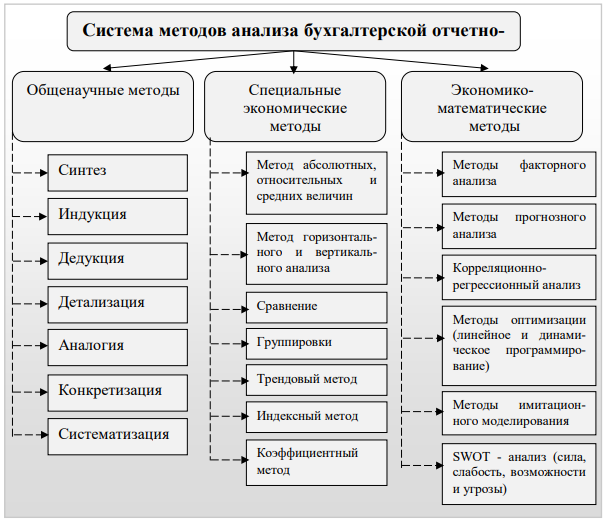 Система методов анализа бухгалтерской отчетно-
Общенаучные методы
Синтез
Индукция
Дедукция
Детализация
Аналогия
Конкретизация
Систематизация
Специальные
экономические
методы
Метод абсолютных,
относительных и
средних величин
Метод горизонталь-
ного и вертикаль-
ного анализа
Сравнение
Группировки
Трендовый метод
Индексный метод
Коэффициентный
метод
Экономико-
математические
методы
Методы факторного
анализа
Методы прогнозного
анализа
Корреляционно-
регрессионный анализ
Методы оптимизации
(линейное и динами-
ческое программиро-
вание)
Методы имитацион-
ного моделирования
SWOT - анализ (сила,
слабость, возможности
и угрозы)